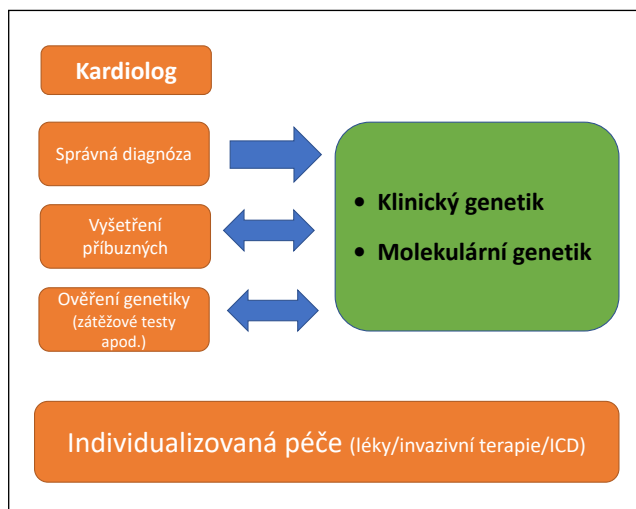 Kardiolog
Správná diagnóza
Vyšetření
příbuzných
Ověření genetiky
(zátěžové testy
apod.)
• Klinický genetik
• Molekulární genetik
Individualizovaná péče (léky/invazivní terapie/ICD)